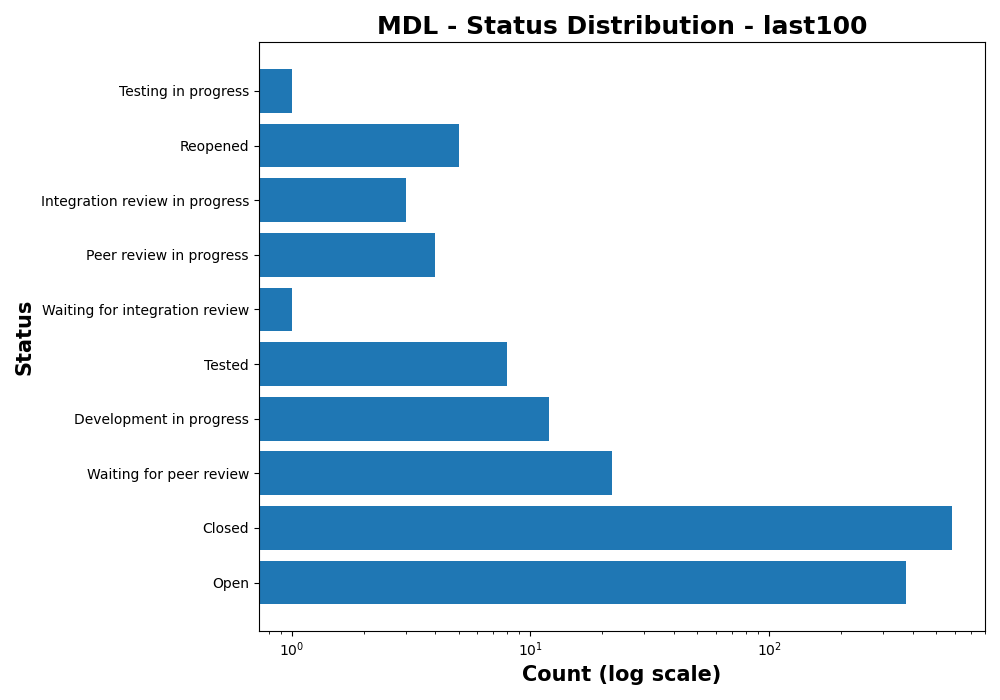 MDL - Status Distribution - last100
Testing in progress
Reopened
Integration review in progress
Peer review in progress
Waiting for integration review
Tested
Development in progress
Waiting for peer review
Closed
Open
Status
10⁰ 10¹ 10²
Count (log scale)